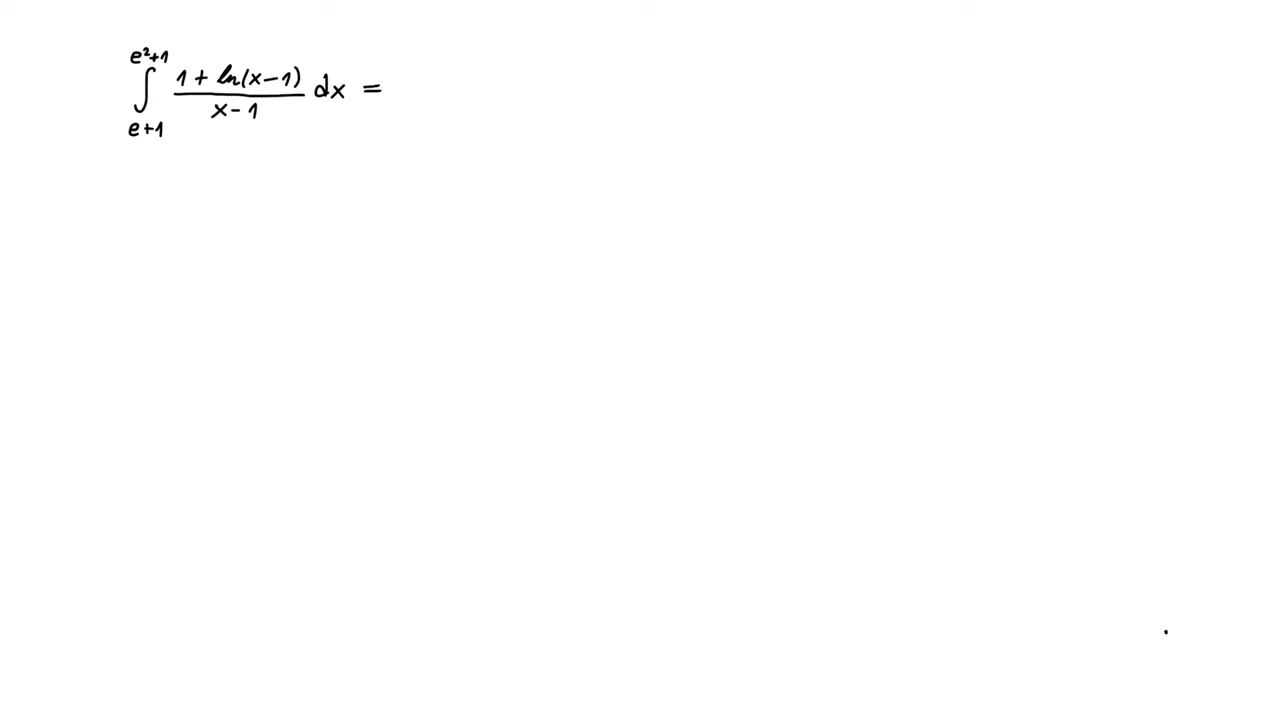 ∫_{e+1}^{e²+1} (1 + ln(x-1))/(x-1) dx =